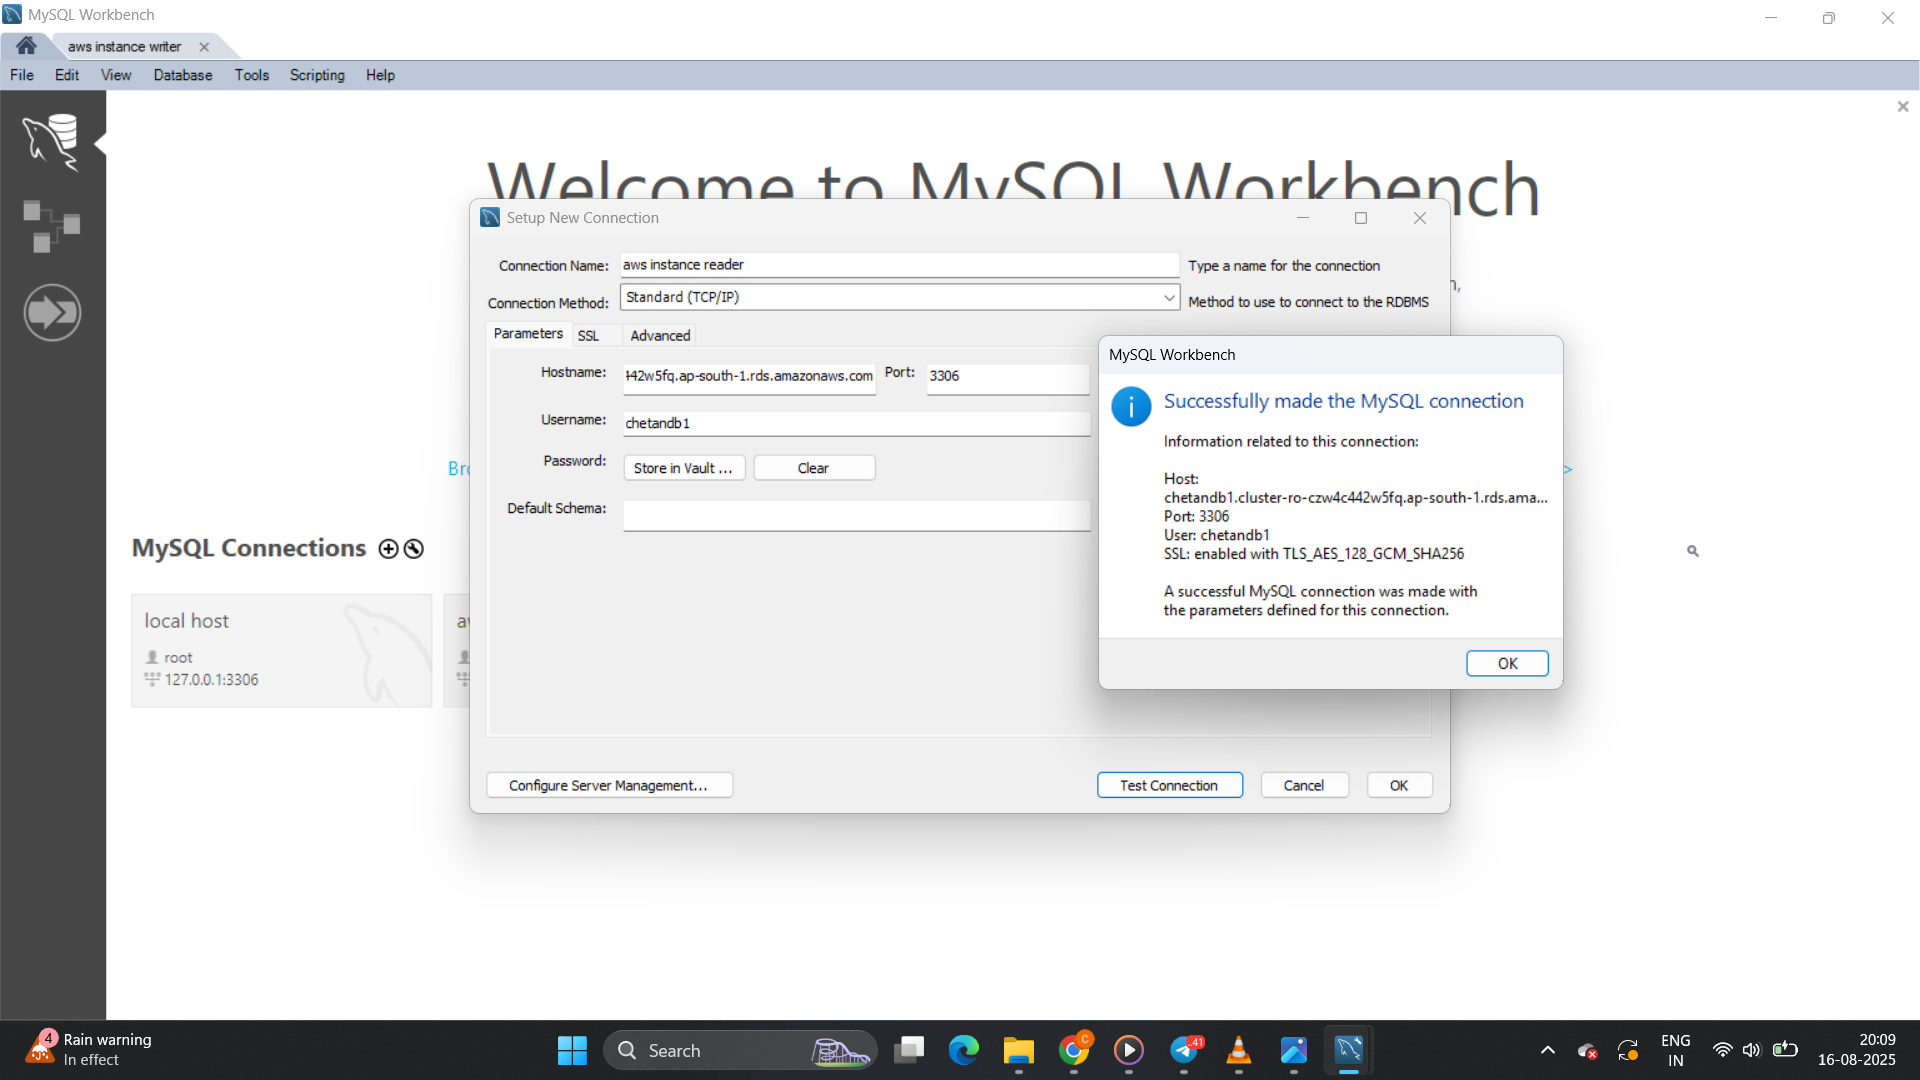 MySQL Workbench
aws instance writer
File Edit View Database Tools Scripting Help
Welcome to MySQL Workbench
Setup New Connection
Connection Name: aws instance reader Type a name for the connection
Connection Method: Standard (TCP/IP) Method to use to connect to the RDBMS
Parameters SSL Advanced
Hostname: 442w5fq.ap-south-1.rds.amazonaws.com Port: 3306
Username: chetandb1
Password: Store in Vault ... Clear
Default Schema:
MySQL Workbench
Successfully made the MySQL connection
Information related to this connection:
Host:
chetandb1.cluster-ro-czw4c442w5fq.ap-south-1.rds.ama...
Port: 3306
User: chetandb1
SSL: enabled with TLS_AES_128_GCM_SHA256
A successful MySQL connection was made with
the parameters defined for this connection.
OK
Bro
>
MySQL Connections
local host
root
127.0.0.1:3306
Configure Server Management... Test Connection Cancel OK
4
Rain warning
In effect
Search
C
41
ENG
IN
20:09
16-08-2025